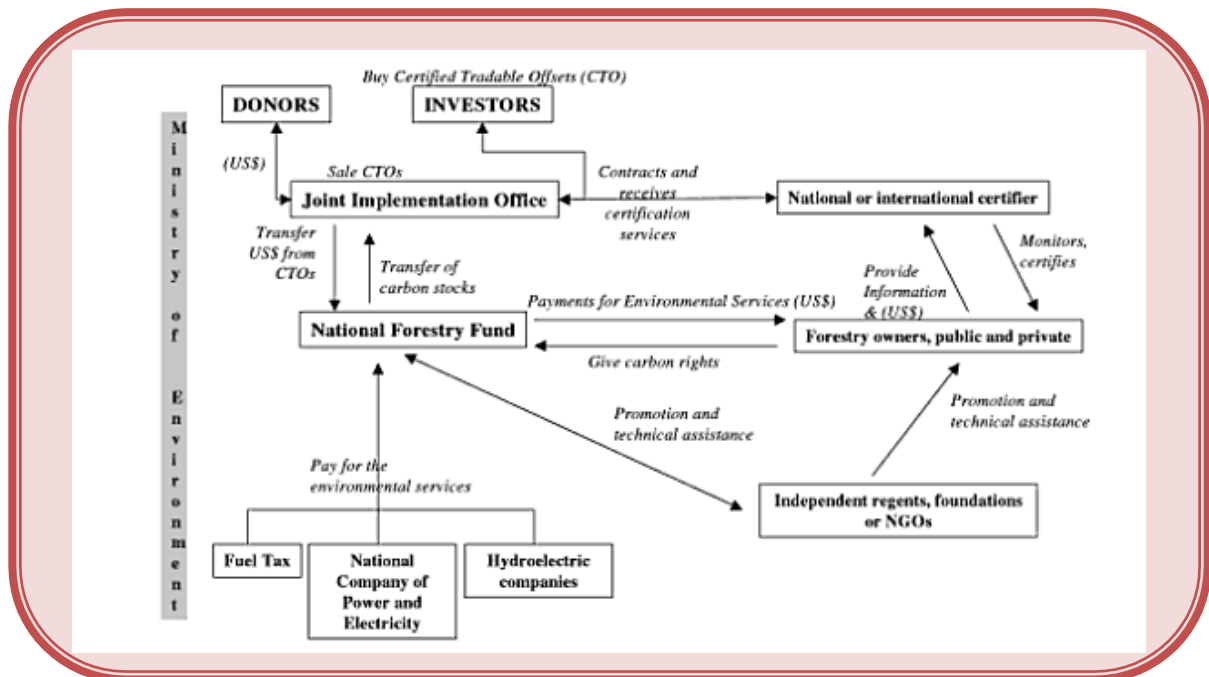 Buy Certified Tradable Offsets (CTO)
DONORS
INVESTORS
Ministry of Environment
(US$)
Sale CTOs
Joint Implementation Office
Contracts and
receives
certification
services
National or international certifier
Transfer
US$ from
CTOs
Transfer of
carbon stocks
Provide
Information
& (US$)
Monitors,
certifies
Payments for Environmental Services (US$)
National Forestry Fund
Forestry owners, public and private
Give carbon rights
Promotion and
technical assistance
Promotion and
technical assistance
Pay for the
environmental services
Independent regents, foundations
or NGOs
Fuel Tax
National
Company of
Power and
Electricity
Hydroelectric
companies